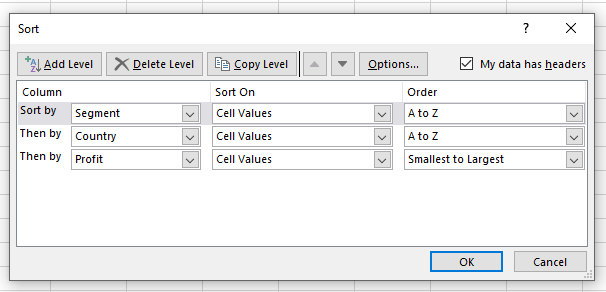 Sort ?
Add Level Delete Level Copy Level Options... My data has headers
Column Sort On Order
Sort by Segment Cell Values A to Z
Then by Country Cell Values A to Z
Then by Profit Cell Values Smallest to Largest
OK Cancel